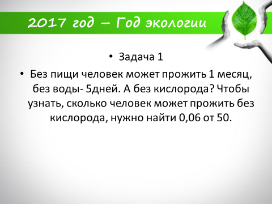 2017 год – Год экологии
• Задача 1
• Без пищи человек может прожить 1 месяц,
без воды- 5дней. А без кислорода? Чтобы
узнать, сколько человек может прожить без
кислорода, нужно найти 0,06 от 50.